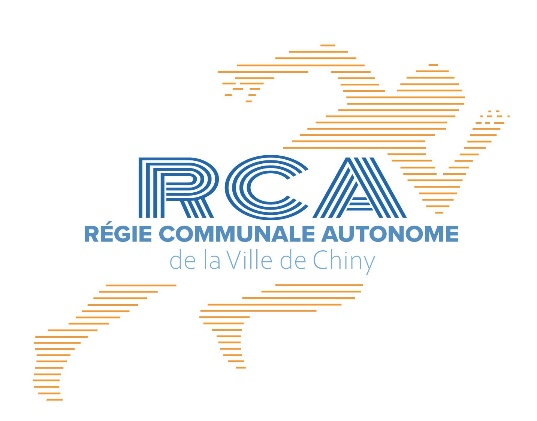 RCA
RÉGIE COMMUNALE AUTONOME
de la Ville de Chiny